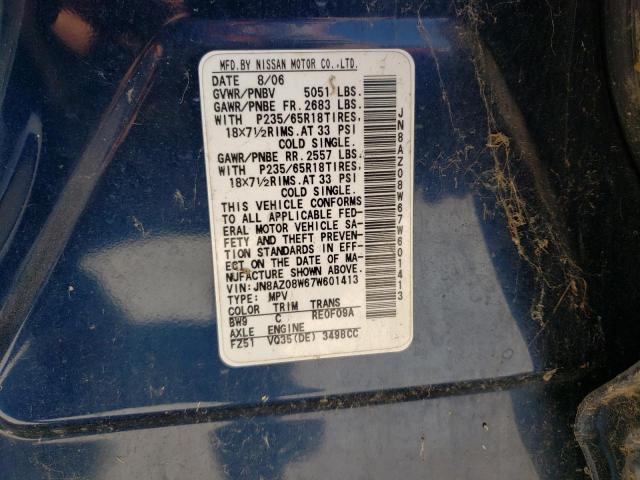 MFD.BY NISSAN MOTOR CO.,LTD.
DATE 8/06
GVWR/PNBV 5051 LBS.
GAWR/PNBE FR. 2683 LBS.
WITH P235/65R18TIRES,
18X7½RIMS.AT 33 PSI
COLD SINGLE.
GAWR/PNBE RR. 2557 LBS.
WITH P235/65R18TIRES,
18X7½RIMS.AT 33 PSI
COLD SINGLE.
THIS VEHICLE CONFORMS
TO ALL APPLICABLE FED-
ERAL MOTOR VEHICLE SA-
FETY AND THEFT PREVEN-
TION STANDARDS IN EFF-
ECT ON THE DATE OF MA-
NUFACTURE SHOWN ABOVE.
VIN: JN8AZ08W67W601413
TYPE: MPV
COLOR TRIM TRANS
BW9 C RE0F09A
AXLE ENGINE
FZ51 VQ35(DE) 3498CC
JN8AZ08W67W601413